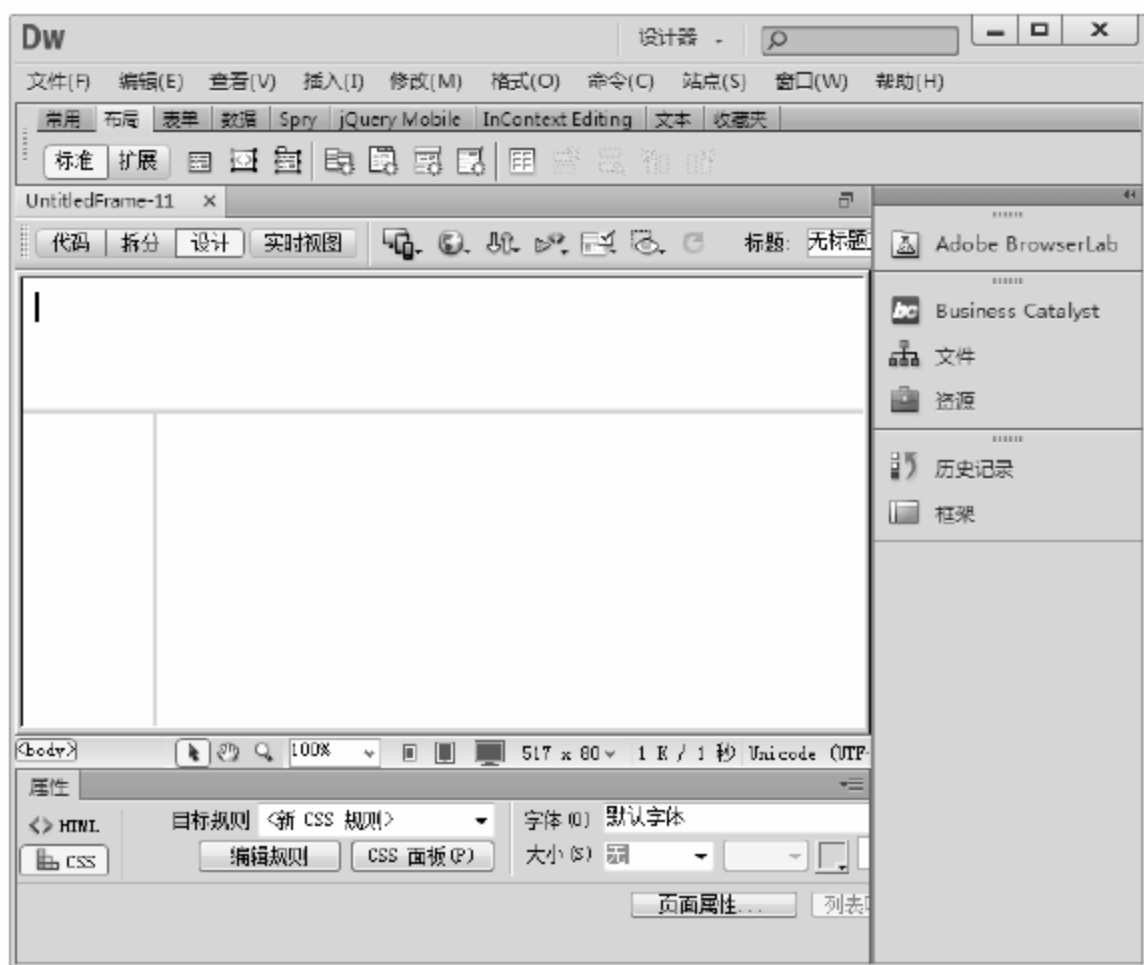 Dw 设计器
文件(F) 编辑(E) 查看(V) 插入(I) 修改(M) 格式(O) 命令(C) 站点(S) 窗口(W) 帮助(H)
常用 布局 表单 数据 Spry jQuery Mobile InContext Editing 文本 收藏夹
标准 扩展
UntitledFrame-11 ×
代码 拆分 设计 实时视图 标题: 无标题
Adobe BrowserLab
Business Catalyst
文件
资源
历史记录
框架
<body> 100% 517 x 80 1 K / 1 秒 Unicode (UTF-
属性
<> HTML 目标规则 <新 CSS 规则> 字体(O) 默认字体
CSS 编辑规则 CSS 面板(P) 大小(S) 无
页面属性... 列表